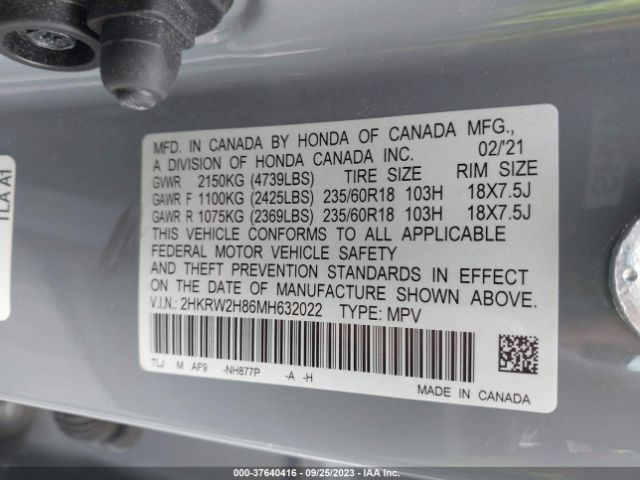 MFD. IN CANADA BY HONDA OF CANADA MFG.,
A DIVISION OF HONDA CANADA INC. 02/'21
GVWR 2150KG (4739LBS) TIRE SIZE RIM SIZE
GAWR F 1100KG (2425LBS) 235/60R18 103H 18X7.5J
GAWR R 1075KG (2369LBS) 235/60R18 103H 18X7.5J
THIS VEHICLE CONFORMS TO ALL APPLICABLE
FEDERAL MOTOR VEHICLE SAFETY
AND THEFT PREVENTION STANDARDS IN EFFECT
ON THE DATE OF MANUFACTURE SHOWN ABOVE.
V.I.N.: 2HKRW2H86MH632022 TYPE: MPV
TLJ M AF9 -NH877P -A -H
MADE IN CANADA
TLA A1
000-37640416 - 09/25/2023 - IAA Inc.